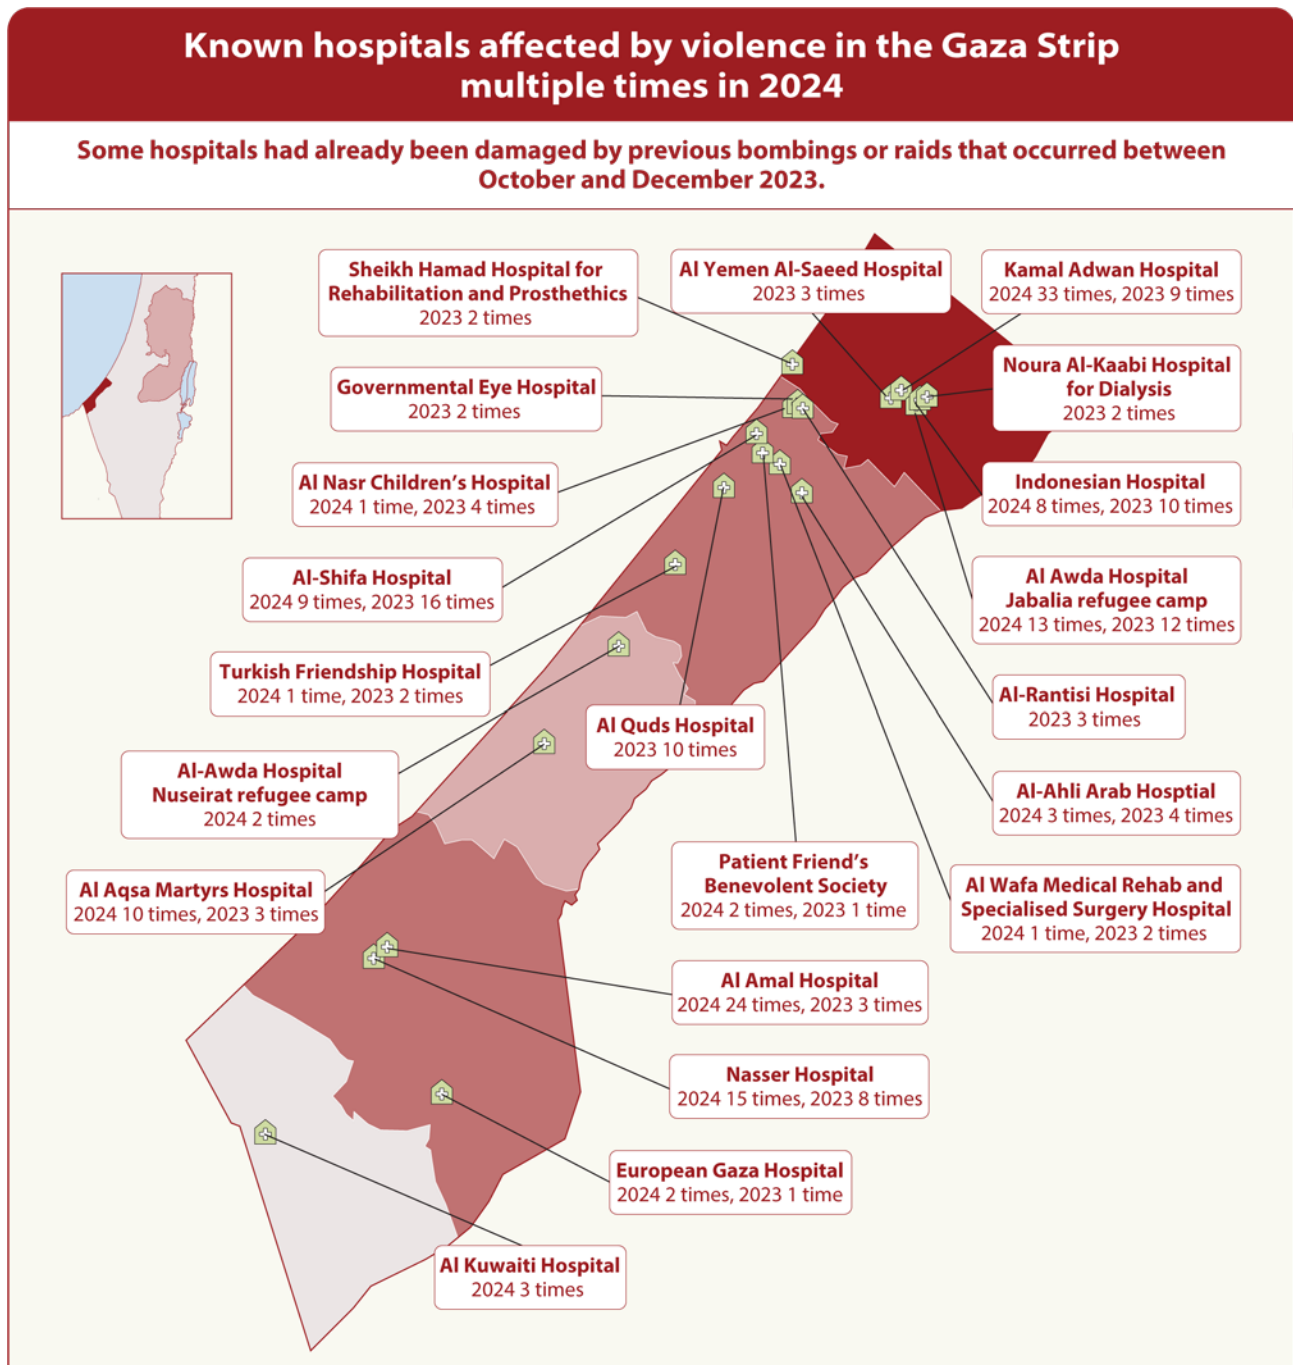 Known hospitals affected by violence in the Gaza Strip
multiple times in 2024
Some hospitals had already been damaged by previous bombings or raids that occurred between
October and December 2023.
Sheikh Hamad Hospital for
Rehabilitation and Prosthethics
2023 2 times
Al Yemen Al-Saeed Hospital
2023 3 times
Kamal Adwan Hospital
2024 33 times, 2023 9 times
Governmental Eye Hospital
2023 2 times
Noura Al-Kaabi Hospital
for Dialysis
2023 2 times
Al Nasr Children’s Hospital
2024 1 time, 2023 4 times
Indonesian Hospital
2024 8 times, 2023 10 times
Al-Shifa Hospital
2024 9 times, 2023 16 times
Al Awda Hospital
Jabalia refugee camp
2024 13 times, 2023 12 times
Turkish Friendship Hospital
2024 1 time, 2023 2 times
Al-Rantisi Hospital
2023 3 times
Al Quds Hospital
2023 10 times
Al-Awda Hospital
Nuseirat refugee camp
2024 2 times
Al-Ahli Arab Hosptial
2024 3 times, 2023 4 times
Al Aqsa Martyrs Hospital
2024 10 times, 2023 3 times
Patient Friend’s
Benevolent Society
2024 2 times, 2023 1 time
Al Wafa Medical Rehab and
Specialised Surgery Hospital
2024 1 time, 2023 2 times
Al Amal Hospital
2024 24 times, 2023 3 times
Nasser Hospital
2024 15 times, 2023 8 times
European Gaza Hospital
2024 2 times, 2023 1 time
Al Kuwaiti Hospital
2024 3 times